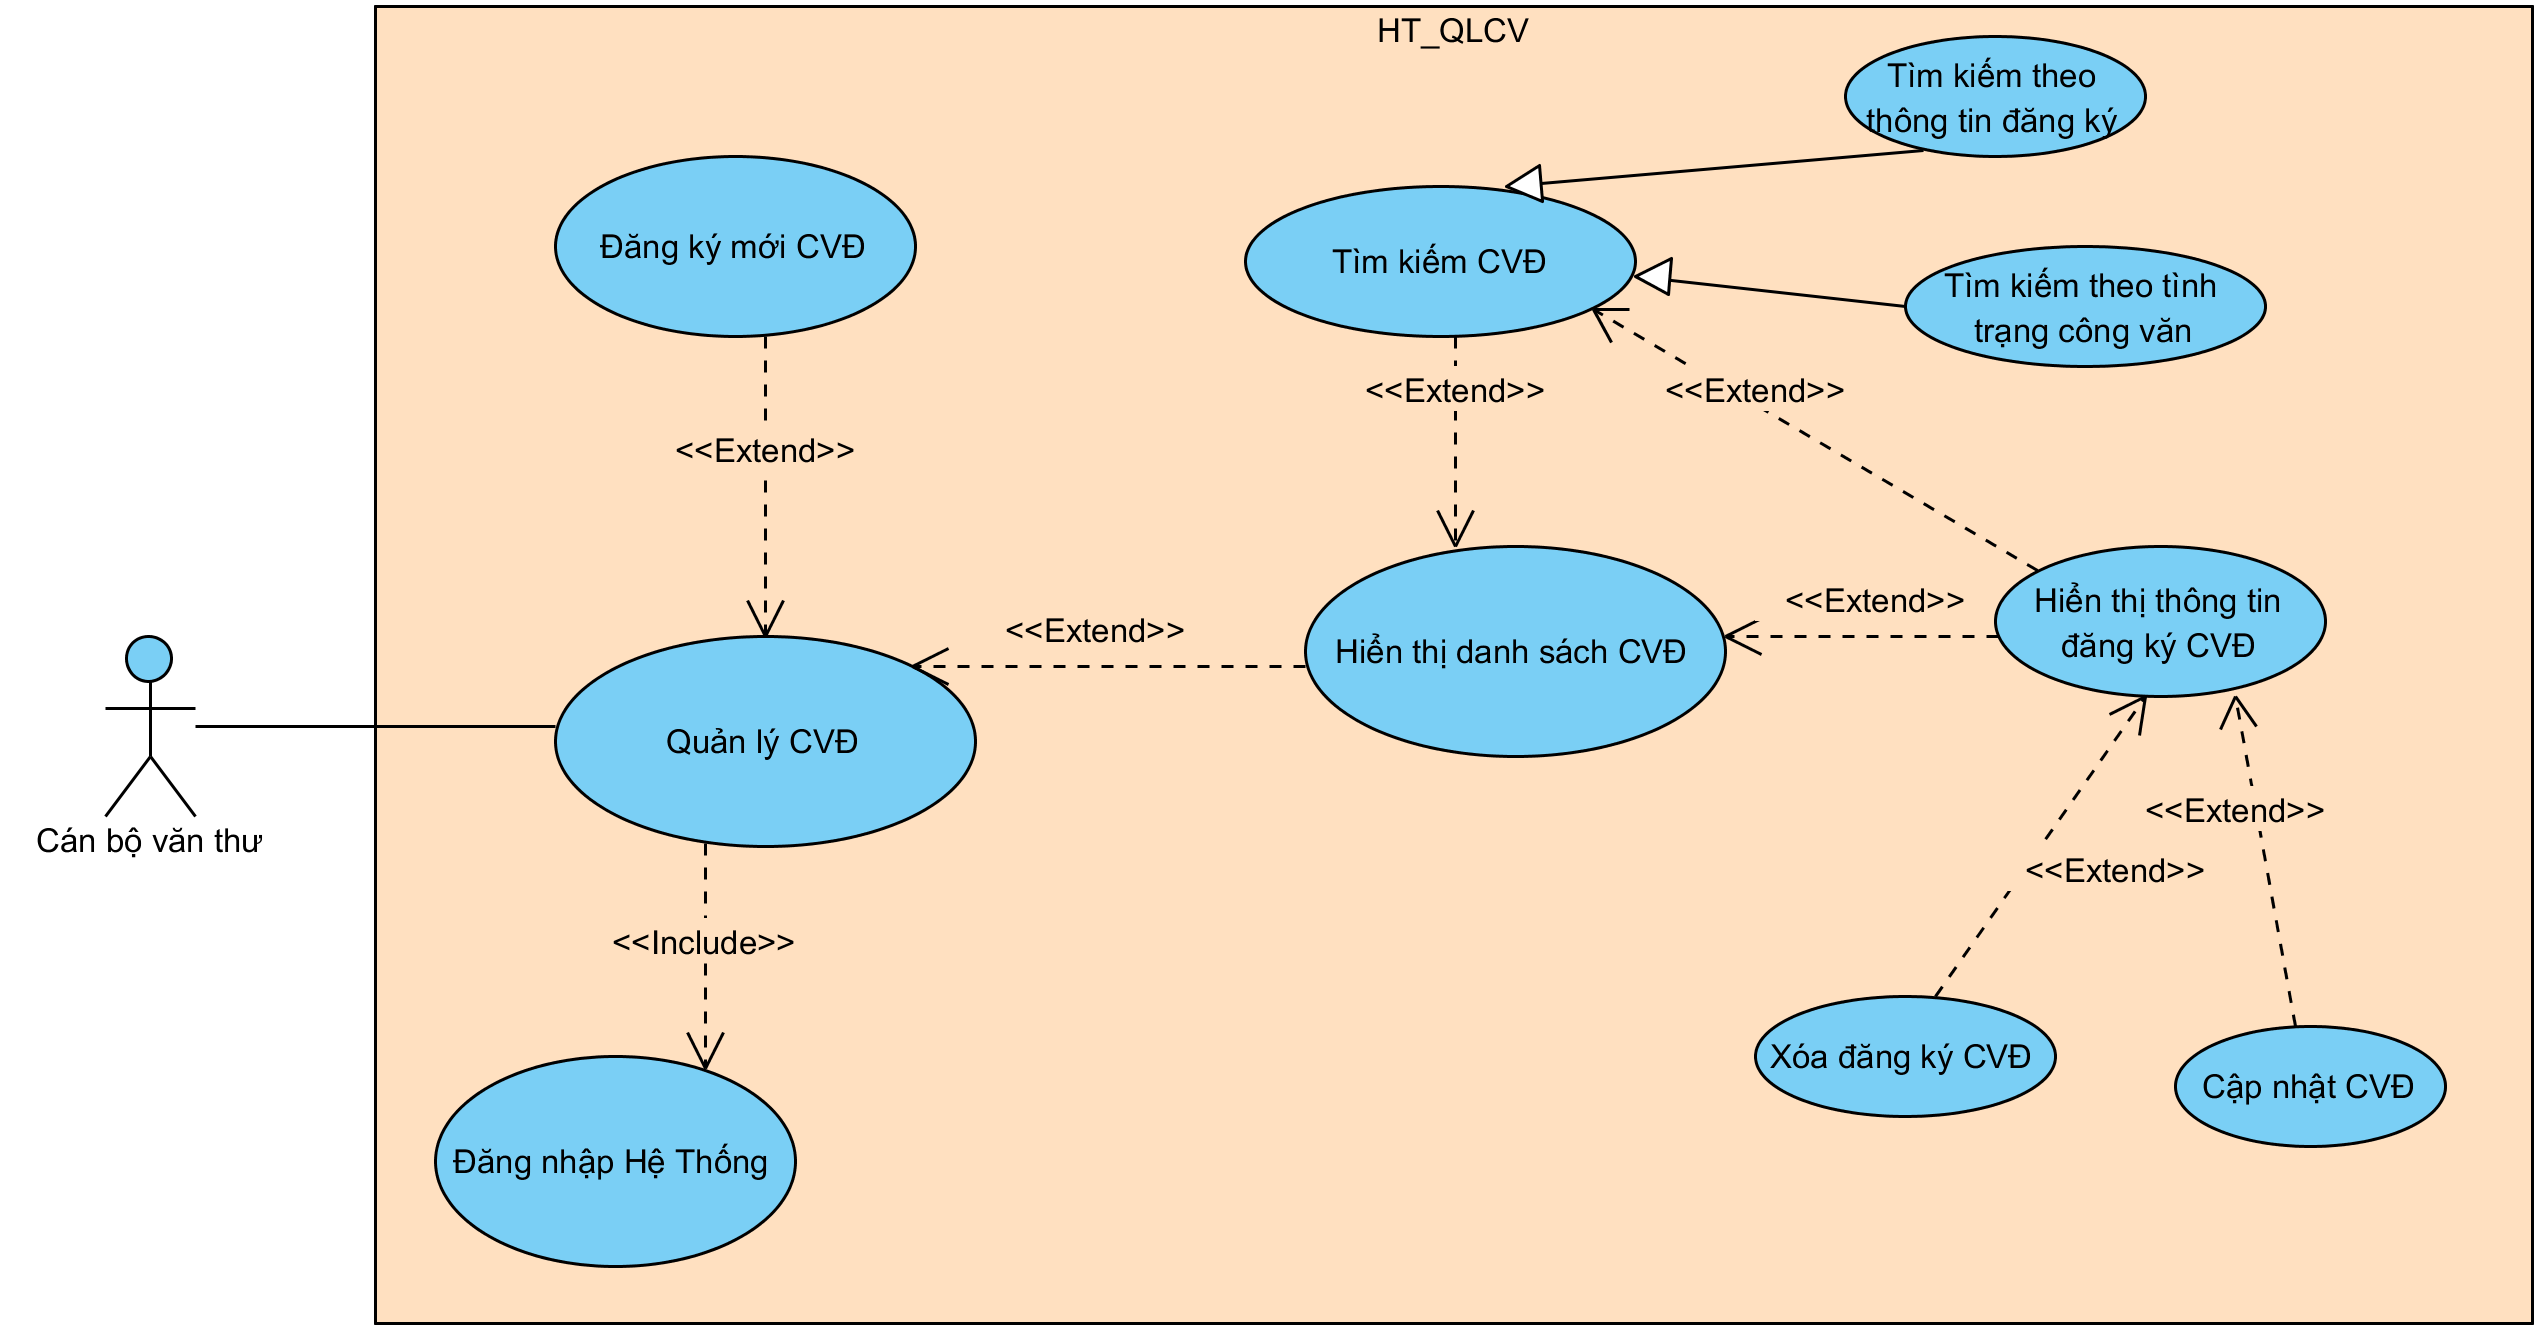 HT_QLCV
Tìm kiếm theo
thông tin đăng ký
Đăng ký mới CVĐ
Tìm kiếm CVĐ
Tìm kiếm theo tình
trạng công văn
<<Extend>>
<<Extend>>
<<Extend>>
<<Extend>>
<<Extend>>
Hiển thị thông tin
đăng ký CVĐ
Hiển thị danh sách CVĐ
Quản lý CVĐ
Cán bộ văn thư
<<Extend>>
<<Extend>>
<<Include>>
Xóa đăng ký CVĐ
Cập nhật CVĐ
Đăng nhập Hệ Thống